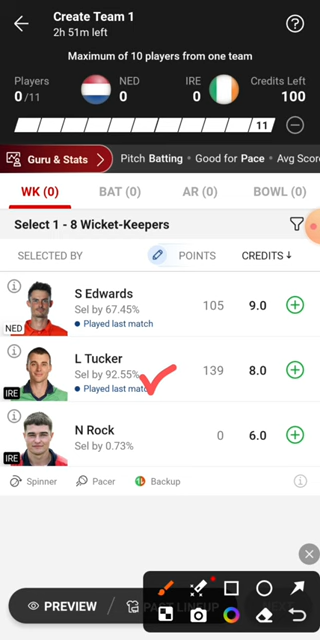 Create Team 1
2h 51m left
Maximum of 10 players from one team
Players NED IRE Credits Left
0/11 0 0 100
11
Guru & Stats Pitch Batting • Good for Pace • Avg Score
WK (0) BAT (0) AR (0) BOWL (0)
Select 1 - 8 Wicket-Keepers
SELECTED BY POINTS CREDITS↓
S Edwards
Sel by 67.45% 105 9.0
• Played last match
NED
L Tucker
Sel by 92.55% 139 8.0
• Played last match
IRE
N Rock
Sel by 0.73% 0 6.0
IRE
Spinner Pacer Backup
PREVIEW / LINEUP